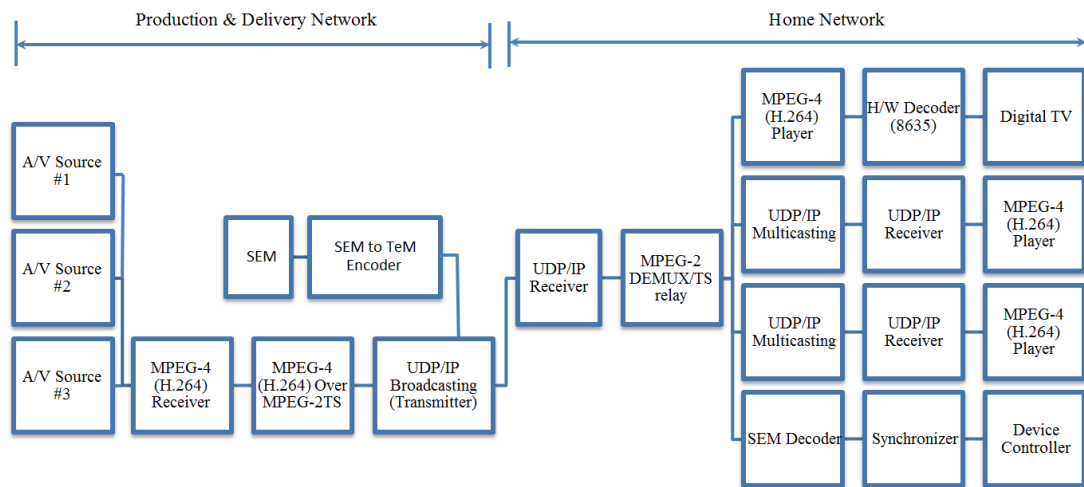 Production & Delivery Network
Home Network
A/V Source
#1
A/V Source
#2
A/V Source
#3
SEM
SEM to TeM
Encoder
MPEG-4
(H.264)
Receiver
MPEG-4
(H.264) Over
MPEG-2TS
UDP/IP
Broadcasting
(Transmitter)
UDP/IP
Receiver
MPEG-2
DEMUX/TS
relay
MPEG-4
(H.264)
Player
H/W Decoder
(8635)
Digital TV
UDP/IP
Multicasting
UDP/IP
Receiver
MPEG-4
(H.264)
Player
UDP/IP
Multicasting
UDP/IP
Receiver
MPEG-4
(H.264)
Player
SEM Decoder
Synchronizer
Device
Controller